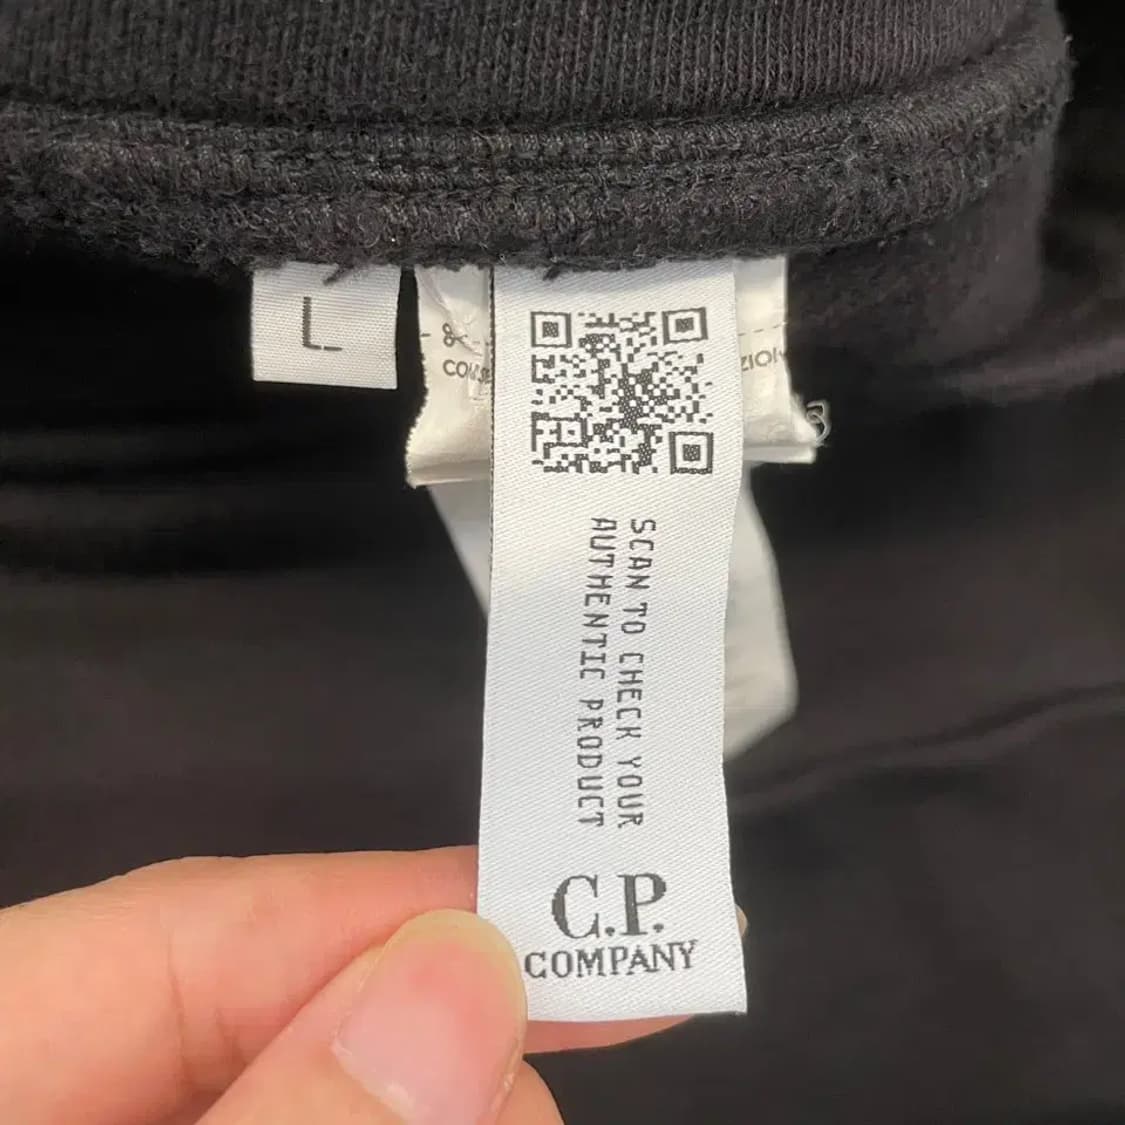 L
SCAN TO CHECK YOUR
AUTHENTIC PRODUCT
C.P.
COMPANY